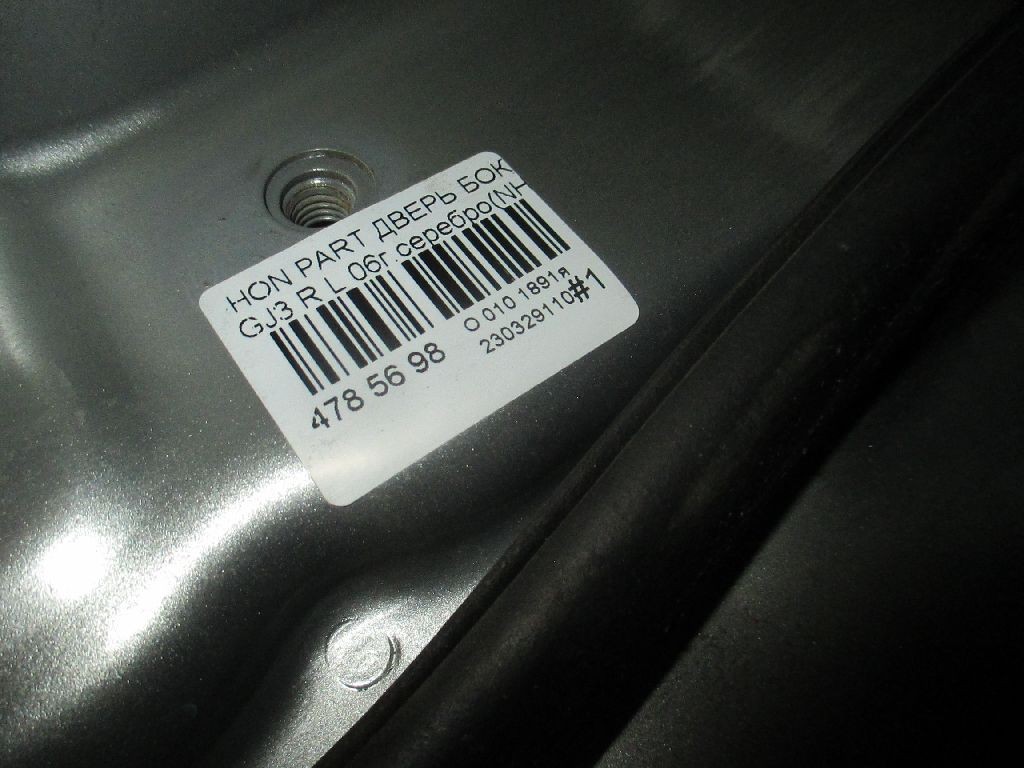 HON PART ДВЕРЬ БОК
GJ3 R L 06г.серебро(NH
478 56 98
О 010 1891я
230329110#1